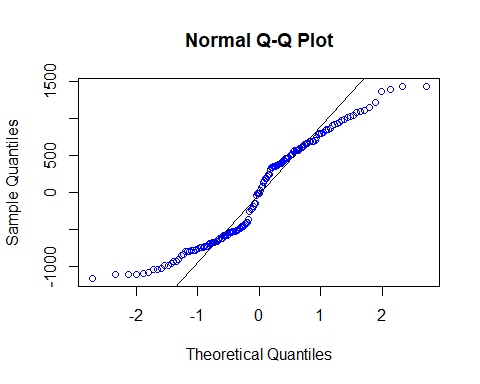 Normal Q-Q Plot
1500
500
0
-1000
Sample Quantiles
-2 -1 0 1 2
Theoretical Quantiles